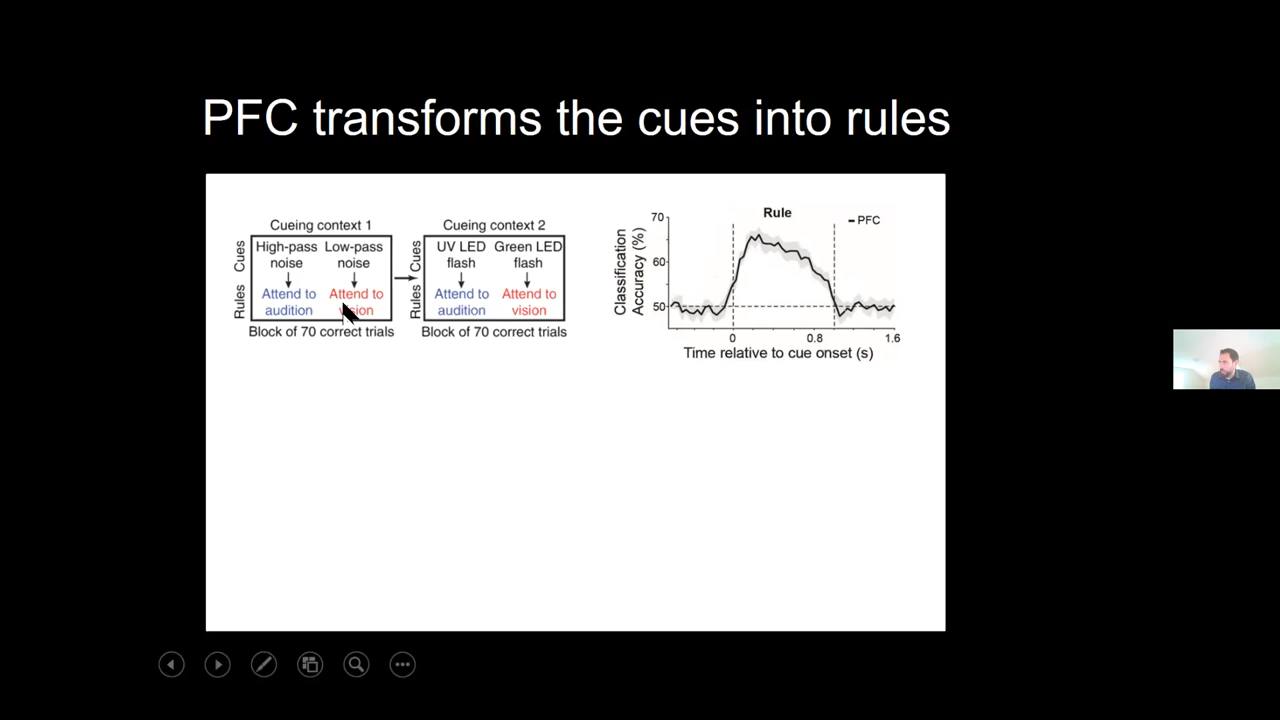 PFC transforms the cues into rules
Cueing context 1
Cues
High-pass Low-pass
noise noise
Rules
Attend to Attend to
audition vision
Block of 70 correct trials
Cueing context 2
Cues
UV LED Green LED
flash flash
Rules
Attend to Attend to
audition vision
Block of 70 correct trials
Rule
PFC
Classification
Accuracy (%)
70
60
50
0 0.8 1.6
Time relative to cue onset (s)